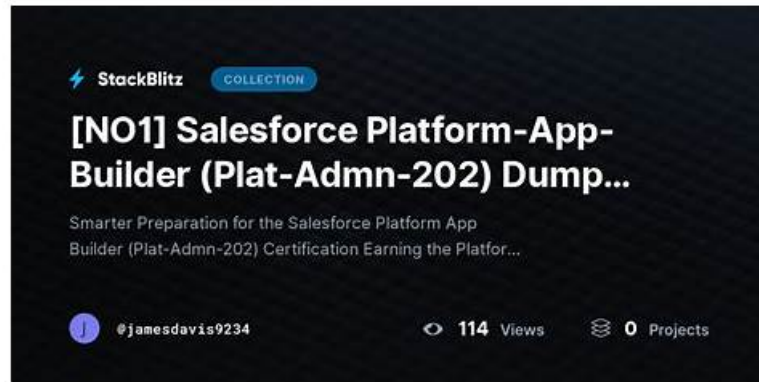 StackBlitz COLLECTION
[NO1] Salesforce Platform-App-
Builder (Plat-Admn-202) Dump...
Smarter Preparation for the Salesforce Platform App
Builder (Plat-Admn-202) Certification Earning the Platfor...
J @jamesdavis9234 114 Views 0 Projects